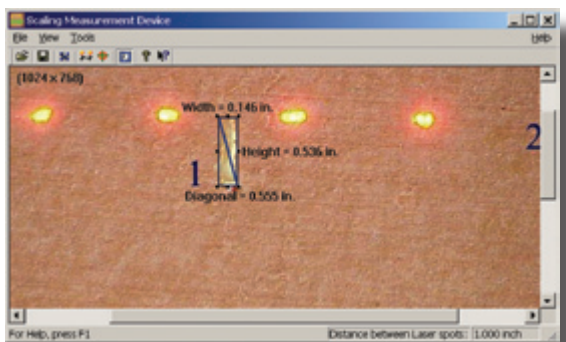 Scaling Measurement Device
File View Tools Help
(1024 x 768)
Width = 0.146 in.
Height = 0.536 in.
1
2
Diagonal = 0.555 in.
For Help, press F1 Distance between Laser spots: 1.000 inch